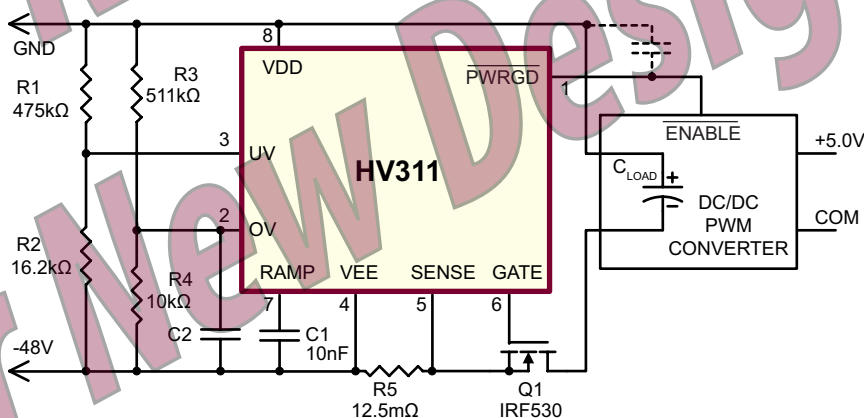 GND
8
VDD
PWRGD
1
R1
475kΩ
R3
511kΩ
ENABLE
+5.0V
3
UV
HV311
CLOAD
+
–
DC/DC
PWM
CONVERTER
COM
2
OV
R2
16.2kΩ
R4
10kΩ
RAMP
VEE
SENSE
GATE
7
4
5
6
C2
C1
10nF
-48V
R5
12.5mΩ
Q1
IRF530
r New Desig